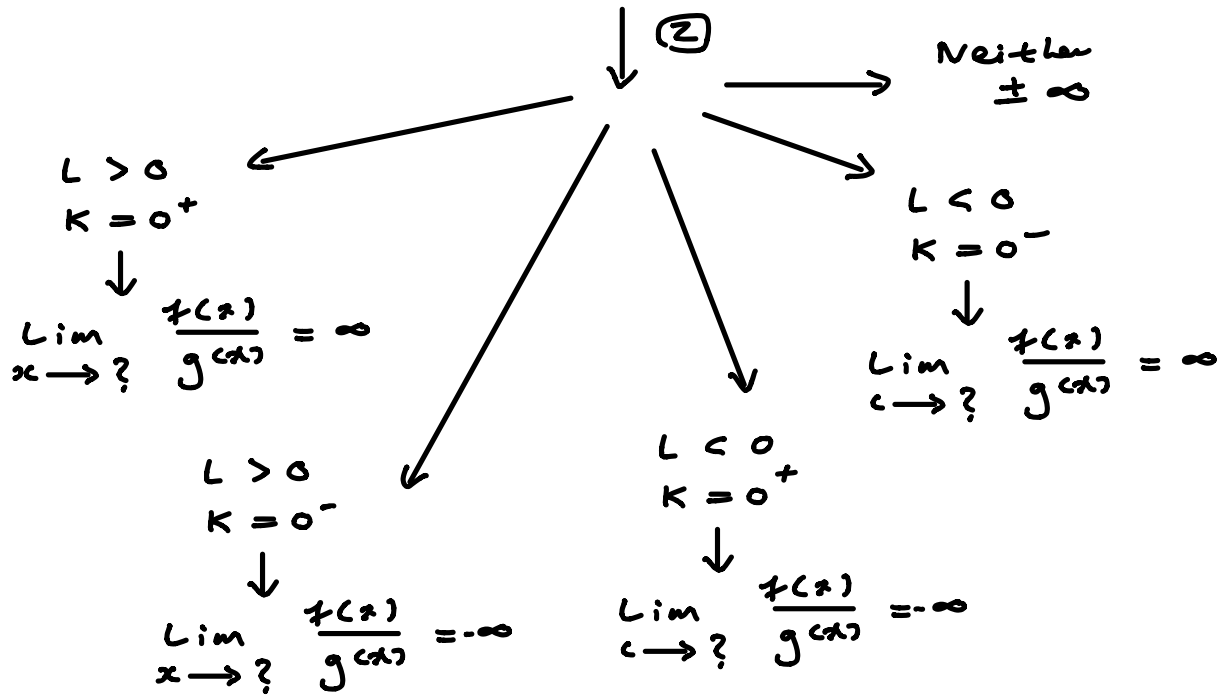 ②
Neither
± ∞
L > 0
K = 0⁺
Lim f(x)/g(x) = ∞
x → ?
L < 0
K = 0⁻
Lim f(x)/g(x) = ∞
c → ?
L > 0
K = 0⁻
Lim f(x)/g(x) = -∞
x → ?
L < 0
K = 0⁺
Lim f(x)/g(x) = -∞
c → ?